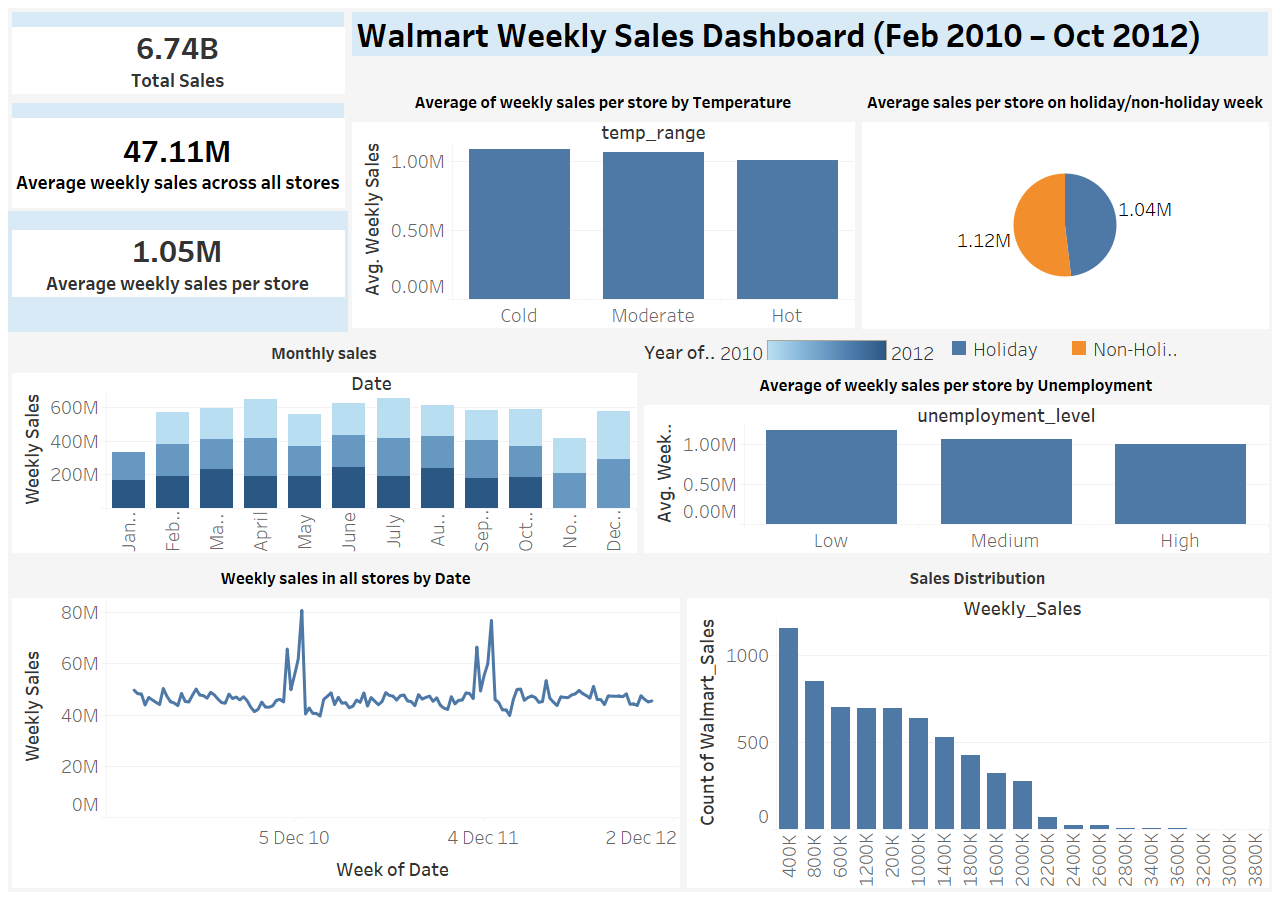 6.74B
Total Sales
47.11M
Average weekly sales across all stores
1.05M
Average weekly sales per store
Walmart Weekly Sales Dashboard (Feb 2010 – Oct 2012)
Average of weekly sales per store by Temperature
temp_range
Avg. Weekly Sales
1.00M
0.50M
0.00M
Cold Moderate Hot
Average sales per store on holiday/non-holiday week
1.04M
1.12M
Year of.. 2010 2012
Holiday Non-Holi..
Monthly sales
Date
Weekly Sales
600M
400M
200M
Jan.. Feb.. Ma.. April May June July Au.. Sep.. Oct.. No.. Dec..
Average of weekly sales per store by Unemployment
unemployment_level
Avg. Week..
1.00M
0.50M
0.00M
Low Medium High
Weekly sales in all stores by Date
Weekly Sales
80M
60M
40M
20M
0M
5 Dec 10 4 Dec 11 2 Dec 12
Week of Date
Sales Distribution
Weekly_Sales
Count of Walmart_Sales
1000
500
0
400K 800K 600K 1200K 200K 1000K 1400K 1800K 1600K 2000K 2200K 2400K 2600K 2800K 3400K 3600K 3200K 3000K 3800K